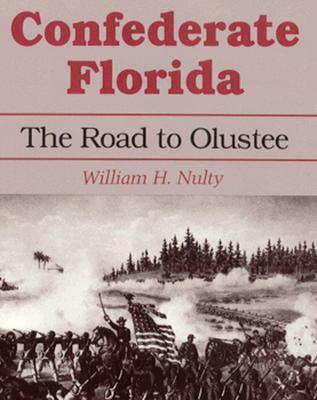 Confederate
Florida
The Road to Olustee
William H. Nulty